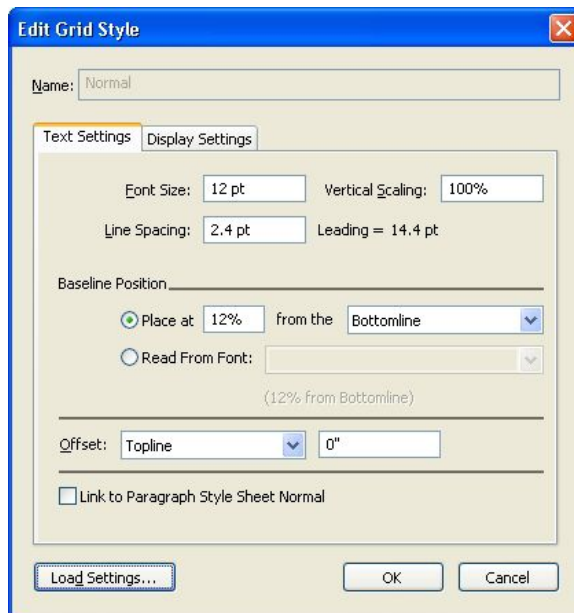 Edit Grid Style
Name: Normal
Text Settings Display Settings
Font Size: 12 pt Vertical Scaling: 100%
Line Spacing: 2.4 pt Leading = 14.4 pt
Baseline Position
Place at 12% from the Bottomline
Read From Font:
(12% from Bottomline)
Offset: Topline 0"
Link to Paragraph Style Sheet Normal
Load Settings... OK Cancel